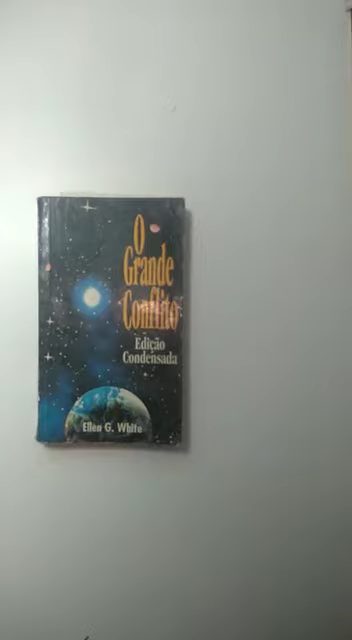 O
Grande
Conflito
Edição
Condensada
Ellen G. White